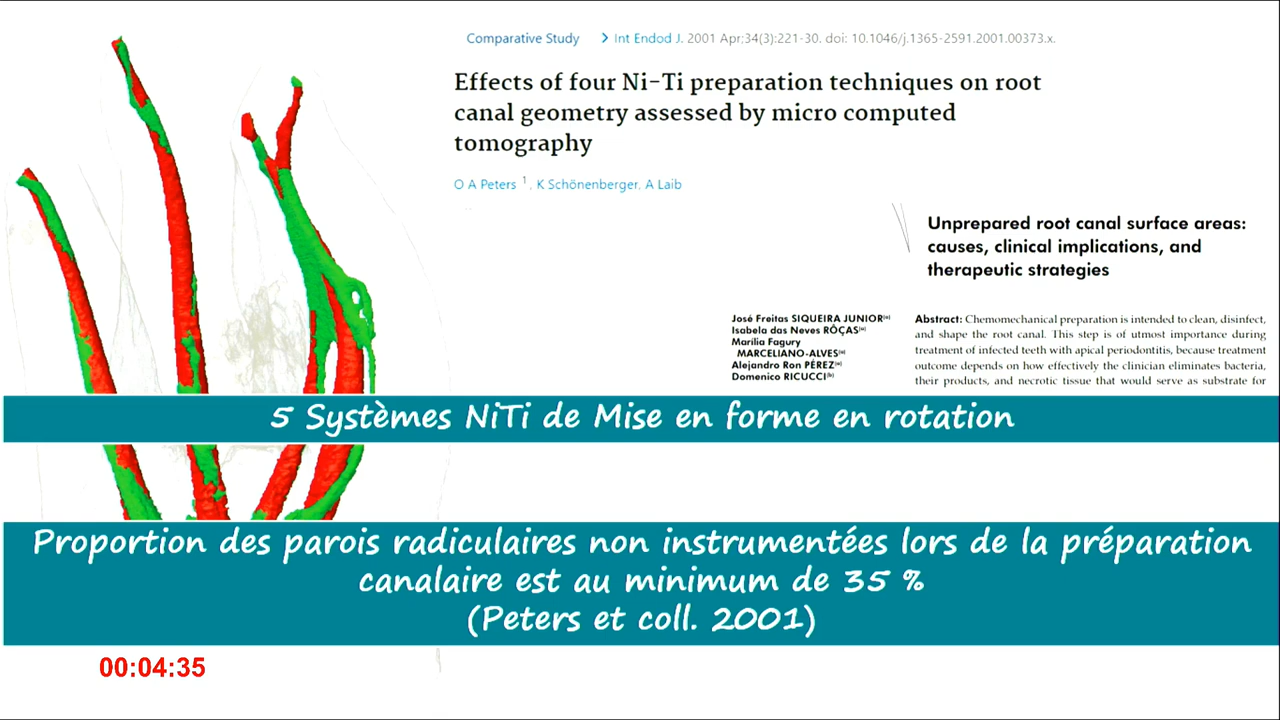 Comparative Study > Int Endod J. 2001 Apr;34(3):221-30. doi: 10.1046/j.1365-2591.2001.00373.x.
Effects of four Ni-Ti preparation techniques on root
canal geometry assessed by micro computed
tomography
O A Peters 1, K Schönenberger, A Laib
Unprepared root canal surface areas:
causes, clinical implications, and
therapeutic strategies
José Freitas SIQUEIRA JUNIOR(a)
Isabela das Neves RÔÇAS(a)
Marília Fagury
MARCELIANO-ALVES(a)
Alejandro Ron PÉREZ(a)
Domenico RICUCCI(b)
Abstract: Chemomechanical preparation is intended to clean, disinfect,
and shape the root canal. This step is of utmost importance during
treatment of infected teeth with apical periodontitis, because treatment
outcome depends on how effectively the clinician eliminates bacteria,
their products, and necrotic tissue that would serve as substrate for
5 Systèmes NiTi de Mise en forme en rotation
Proportion des parois radiculaires non instrumentées lors de la préparation
canalaire est au minimum de 35 %
(Peters et coll. 2001)
00:04:35